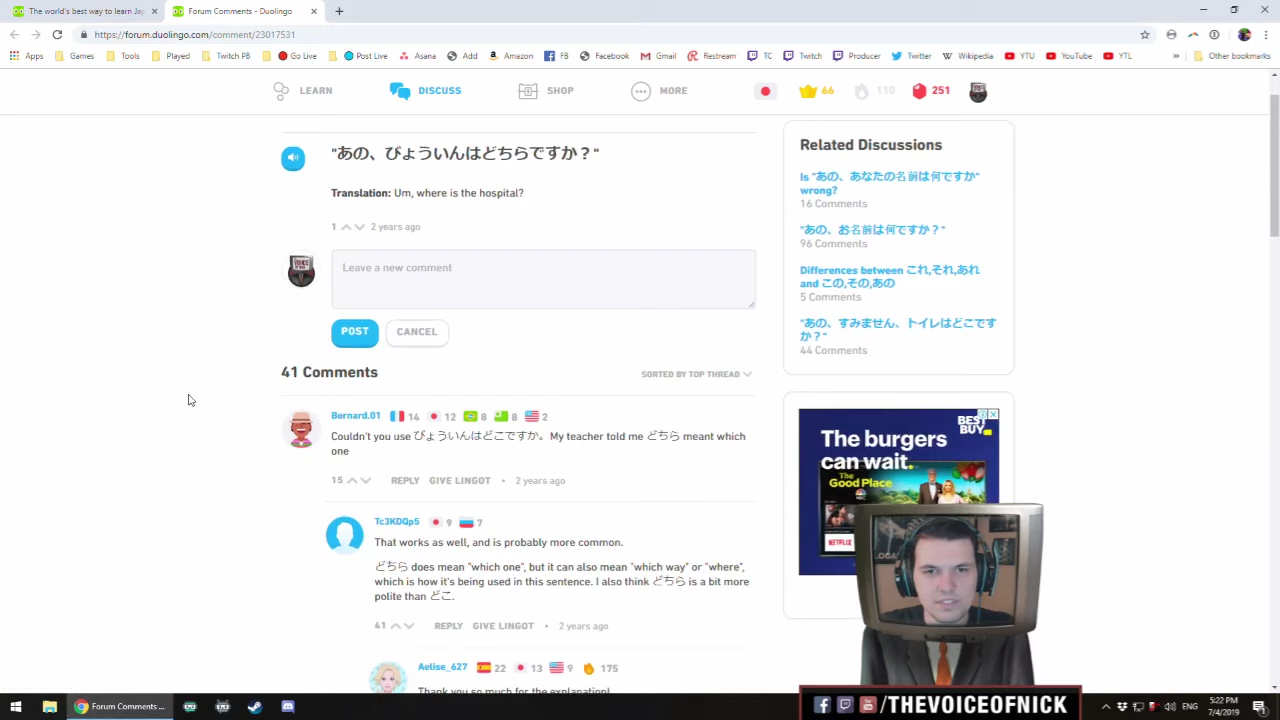 The world's best way to learn Jap
Forum Comments - Duolingo
https://forum.duolingo.com/comment/23017531
Apps
Games
Tools
Played
Twitch PB
Go Live
Post Live
Asana
Add
Amazon
FB
Facebook
Gmail
Restream
TC
Twitch
Producer
Twitter
Wikipedia
YTU
YouTube
YTL
Other bookmarks
LEARN
DISCUSS
SHOP
MORE
66
110
251
"あの、びょういんはどちらですか？"
Translation: Um, where is the hospital?
1
2 years ago
Leave a new comment
POST
CANCEL
41 Comments
SORTED BY TOP THREAD
Bernard.01 14 12 8 8 2
Couldn't you use びょういんはどこですか。My teacher told me どちら meant which
one
15 REPLY GIVE LINGOT • 2 years ago
Tc3KDQp5 9 7
That works as well, and is probably more common.
どちら does mean "which one", but it can also mean "which way" or "where",
which is how it's being used in this sentence. I also think どちら is a bit more
polite than どこ.
41 REPLY GIVE LINGOT • 2 years ago
Aelise_627 22 13 9 175
Thank you so much for the explanation!
Related Discussions
Is "あの、あなたの名前は何ですか"
wrong?
16 Comments
"あの、お名前は何ですか？"
96 Comments
Differences between これ,それ,あれ
and この,その,あの
5 Comments
"あの、すみません、トイレはどこです
か？"
44 Comments
BEST
BUY
The burgers
can wait.
The
Good Place
NBC
NETFLIX
/THEVOICEOFNICK
Forum Comments ...
5:22 PM
7/4/2019